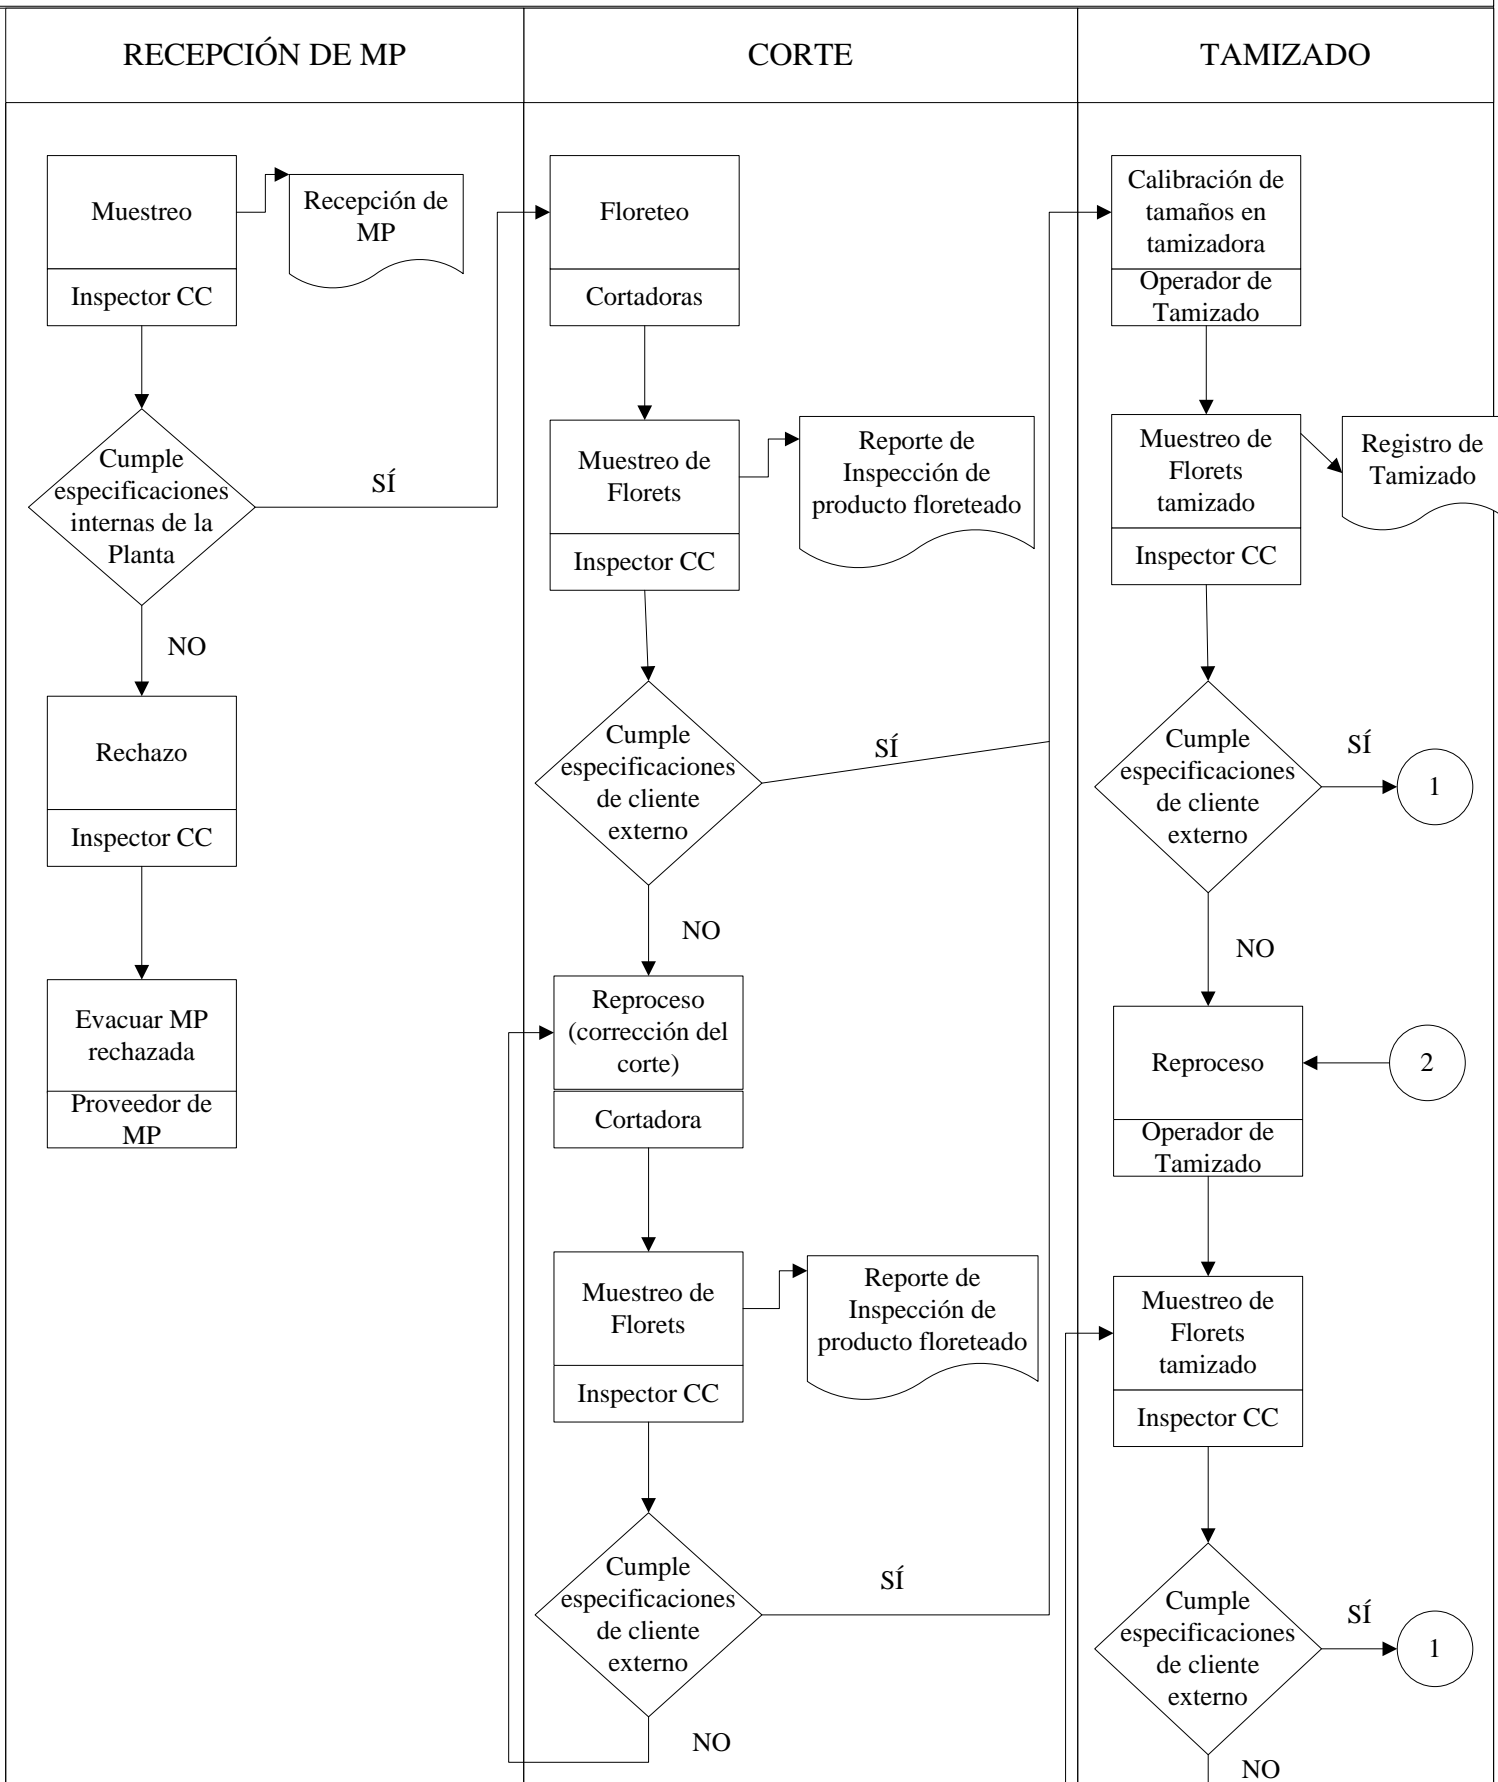 RECEPCIÓN DE MP
CORTE
TAMIZADO
Muestreo
Inspector CC
Recepción de
MP
Cumple
especificaciones
internas de la
Planta
SÍ
NO
Rechazo
Inspector CC
Evacuar MP
rechazada
Proveedor de
MP
Floreteo
Cortadoras
Muestreo de
Florets
Inspector CC
Reporte de
Inspección de
producto floreteado
Cumple
especificaciones
de cliente
externo
SÍ
NO
Reproceso
(corrección del
corte)
Cortadora
Muestreo de
Florets
Inspector CC
Reporte de
Inspección de
producto floreteado
Cumple
especificaciones
de cliente
externo
SÍ
NO
Calibración de
tamaños en
tamizadora
Operador de
Tamizado
Muestreo de
Florets
tamizado
Inspector CC
Registro de
Tamizado
Cumple
especificaciones
de cliente
externo
SÍ
1
NO
Reproceso
Operador de
Tamizado
2
Muestreo de
Florets
tamizado
Inspector CC
Cumple
especificaciones
de cliente
externo
SÍ
1
NO